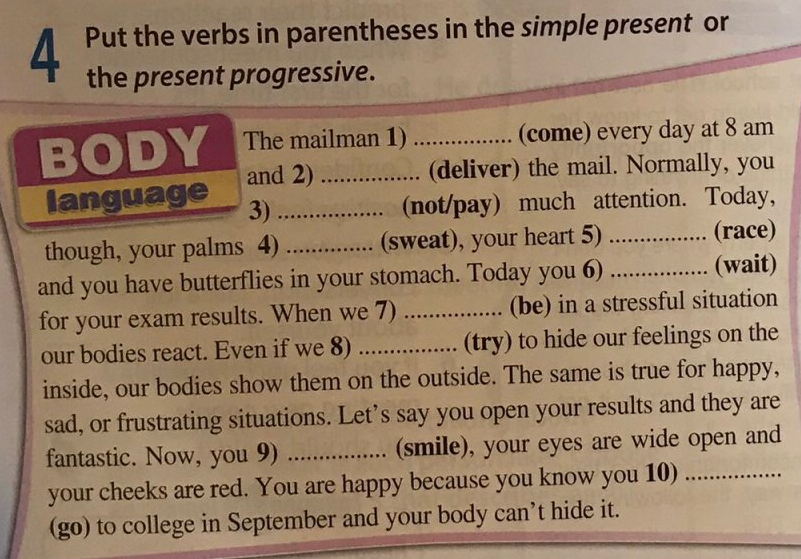 4 Put the verbs in parentheses in the simple present or
the present progressive.
BODY
language
The mailman 1) ................ (come) every day at 8 am
and 2) ................ (deliver) the mail. Normally, you
3) ................. (not/pay) much attention. Today,
though, your palms 4) .............. (sweat), your heart 5) ................ (race)
and you have butterflies in your stomach. Today you 6) ................ (wait)
for your exam results. When we 7) ................ (be) in a stressful situation
our bodies react. Even if we 8) ................ (try) to hide our feelings on the
inside, our bodies show them on the outside. The same is true for happy,
sad, or frustrating situations. Let's say you open your results and they are
fantastic. Now, you 9) ................ (smile), your eyes are wide open and
your cheeks are red. You are happy because you know you 10) ................
(go) to college in September and your body can't hide it.